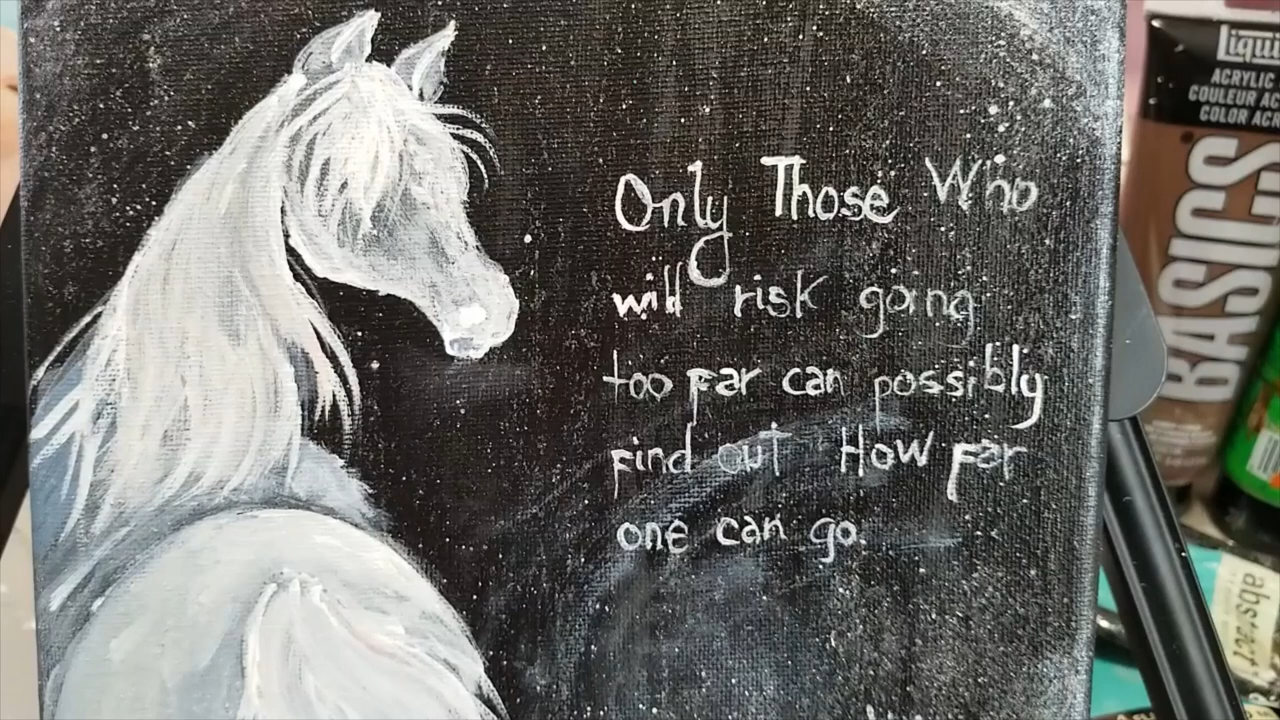 Only Those Who
will risk going
too far can possibly
find out How far
one can go.
Liqui
ACRYLIC
COULEUR AC
COLOR ACR
BASICS